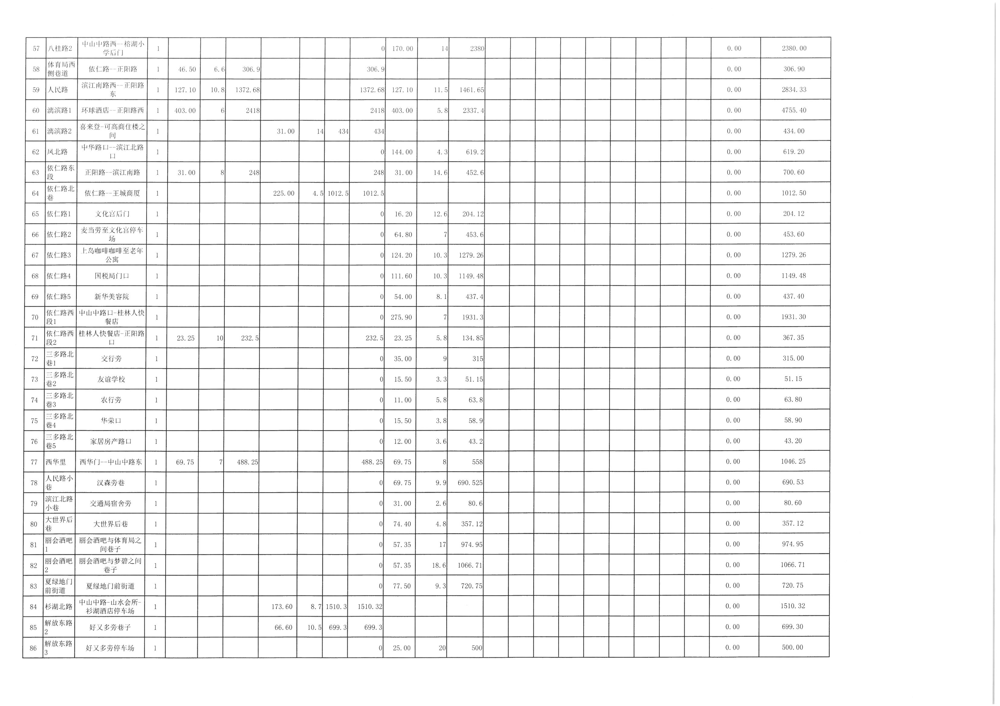 57 八桂路2 中山中路西--榕湖小学后门 1 0 170.00 14 2380 0.00 2380.00
58 体育局西侧巷道 依仁路--正阳路 1 46.50 6.6 306.9 306.9 0.00 306.90
59 人民路 滨江南路西--正阳路东 1 127.10 10.8 1372.68 1372.68 127.10 11.5 1461.65 0.00 2834.33
60 漓滨路1 环球酒店--正阳路西 1 403.00 6 2418 2418 403.00 5.8 2337.4 0.00 4755.40
61 漓滨路2 喜来登-可高商住楼之间 1 31.00 14 434 434 0.00 434.00
62 凤北路 中华路口--滨江北路口 1 0 144.00 4.3 619.2 0.00 619.20
63 依仁路东段 正阳路--滨江南路 1 31.00 8 248 248 31.00 14.6 452.6 0.00 700.60
64 依仁路北巷 依仁路--王城商厦 1 225.00 4.5 1012.5 1012.5 0.00 1012.50
65 依仁路1 文化宫后门 1 0 16.20 12.6 204.12 0.00 204.12
66 依仁路2 麦当劳至文化宫停车场 1 0 64.80 7 453.6 0.00 453.60
67 依仁路3 上岛咖啡咖啡至老年公寓 1 0 124.20 10.3 1279.26 0.00 1279.26
68 依仁路4 国税局门口 1 0 111.60 10.3 1149.48 0.00 1149.48
69 依仁路5 新华美容院 1 0 54.00 8.1 437.4 0.00 437.40
70 依仁路西段1 中山中路口-桂林人快餐店 1 0 275.90 7 1931.3 0.00 1931.30
71 依仁路西段2 桂林人快餐店-正阳路口 1 23.25 10 232.5 232.5 23.25 5.8 134.85 0.00 367.35
72 三多路北巷1 交行旁 1 0 35.00 9 315 0.00 315.00
73 三多路北巷2 友谊学校 1 0 15.50 3.3 51.15 0.00 51.15
74 三多路北巷3 农行旁 1 0 11.00 5.8 63.8 0.00 63.80
75 三多路北巷4 华荣口 1 0 15.50 3.8 58.9 0.00 58.90
76 三多路北巷5 家居房产路口 1 0 12.00 3.6 43.2 0.00 43.20
77 西华里 西华门--中山中路东 1 69.75 7 488.25 488.25 69.75 8 558 0.00 1046.25
78 人民路小巷 汉森旁巷 1 0 69.75 9.9 690.525 0.00 690.53
79 滨江北路小巷 交通局宿舍旁 1 0 31.00 2.6 80.6 0.00 80.60
80 大世界后巷 大世界后巷 1 0 74.40 4.8 357.12 0.00 357.12
81 丽会酒吧1 丽会酒吧与体育局之间巷子 1 0 57.35 17 974.95 0.00 974.95
82 丽会酒吧2 丽会酒吧与梦碧之间巷子 1 0 57.35 18.6 1066.71 0.00 1066.71
83 夏绿地门前街道 夏绿地门前街道 1 0 77.50 9.3 720.75 0.00 720.75
84 杉湖北路 中山中路-山水会所-衫湖酒店停车场 1 173.60 8.7 1510.3 1510.32 0.00 1510.32
85 解放东路2 好又多旁巷子 1 66.60 10.5 699.3 699.3 0.00 699.30
86 解放东路3 好又多旁停车场 1 0 25.00 20 500 0.00 500.00